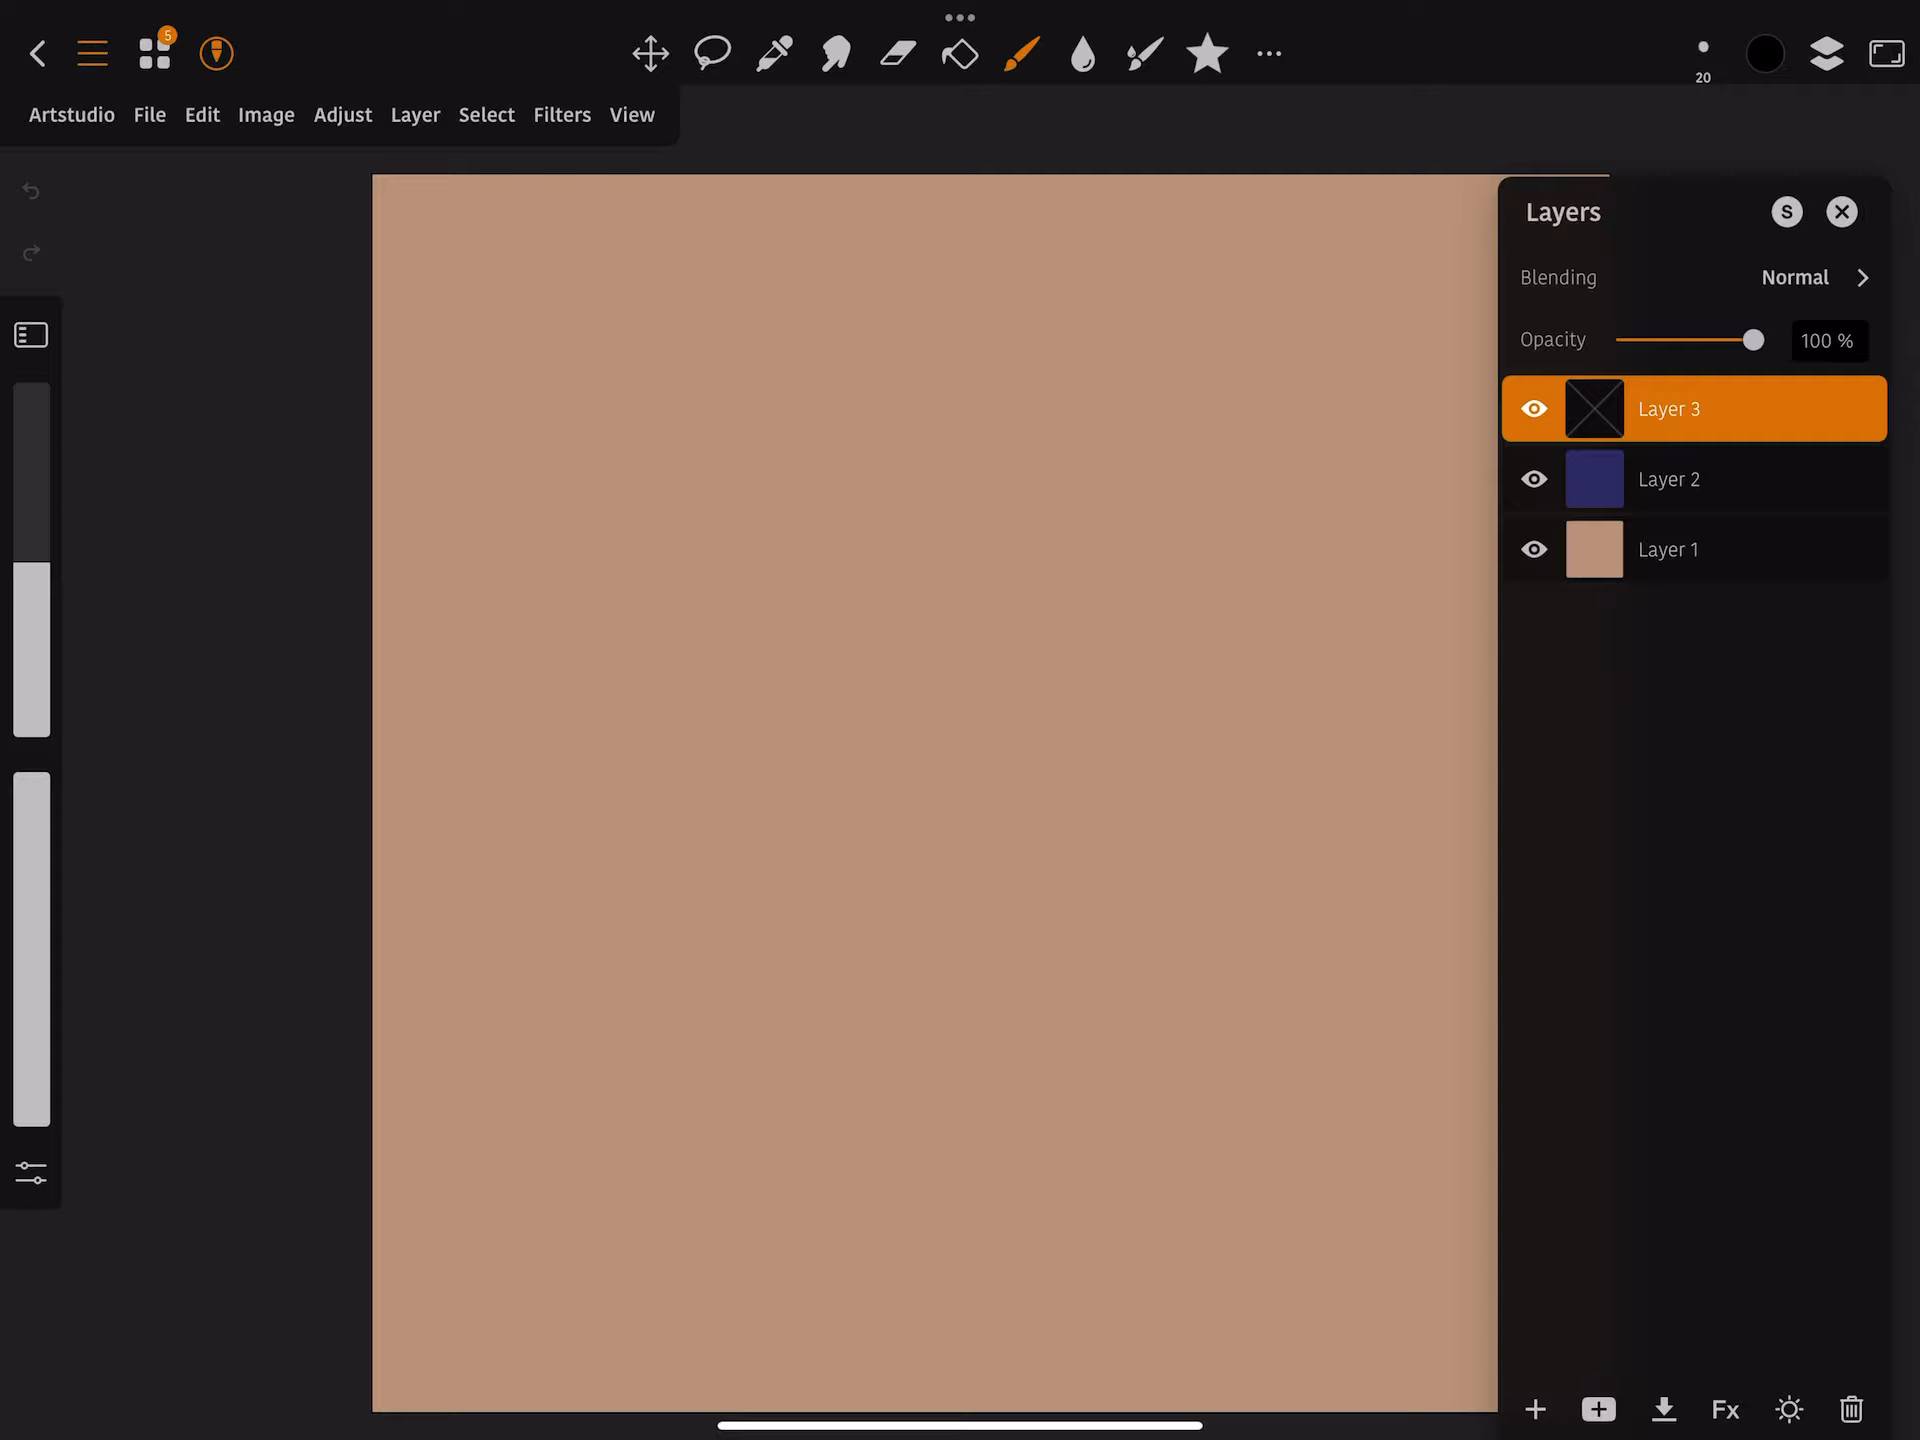 5
20
Artstudio File Edit Image Adjust Layer Select Filters View
Layers S
Blending Normal
Opacity 100 %
Layer 3
Layer 2
Layer 1
Fx